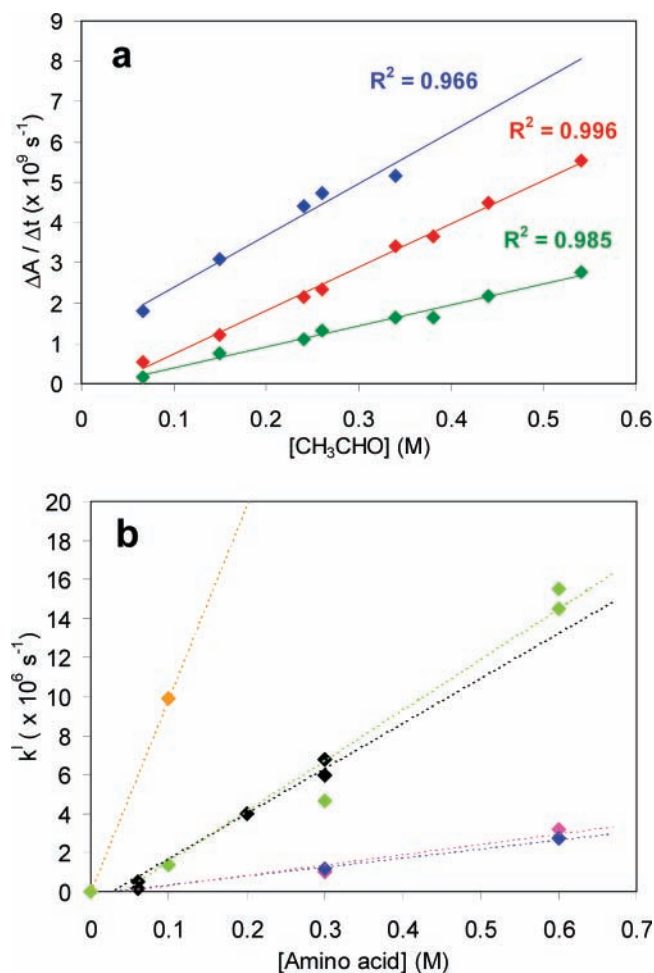 a
R² = 0.966
R² = 0.996
R² = 0.985
ΔA / Δt (x 10⁹ s⁻¹)
9
8
7
6
5
4
3
2
1
0
0 0.1 0.2 0.3 0.4 0.5 0.6
[CH₃CHO] (M)
b
kᴵ ( x 10⁶ s⁻¹)
20
18
16
14
12
10
8
6
4
2
0
0 0.1 0.2 0.3 0.4 0.5 0.6 0.7
[Amino acid] (M)